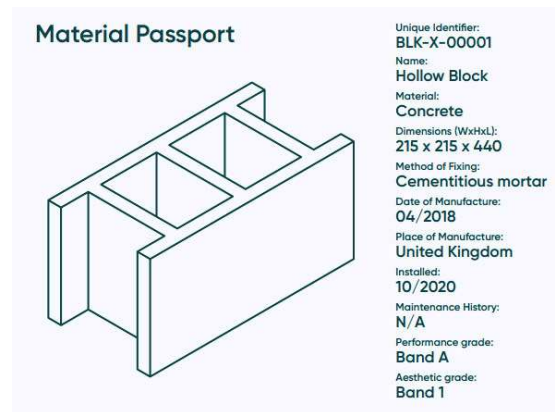 Material Passport
Unique Identifier:
BLK-X-00001
Name:
Hollow Block
Material:
Concrete
Dimensions (WxHxL):
215 x 215 x 440
Method of Fixing:
Cementitious mortar
Date of Manufacture:
04/2018
Place of Manufacture:
United Kingdom
Installed:
10/2020
Maintenance History:
N/A
Performance grade:
Band A
Aesthetic grade:
Band 1